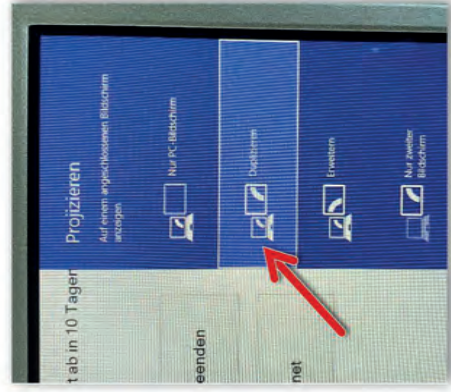 t ab in 10 Tagen
eenden
net
Projizieren
Auf einem angeschlossenen Bildschirm
anzeigen
Nur PC-Bildschirm
Duplizieren
Erweitern
Nur zweiter
Bildschirm